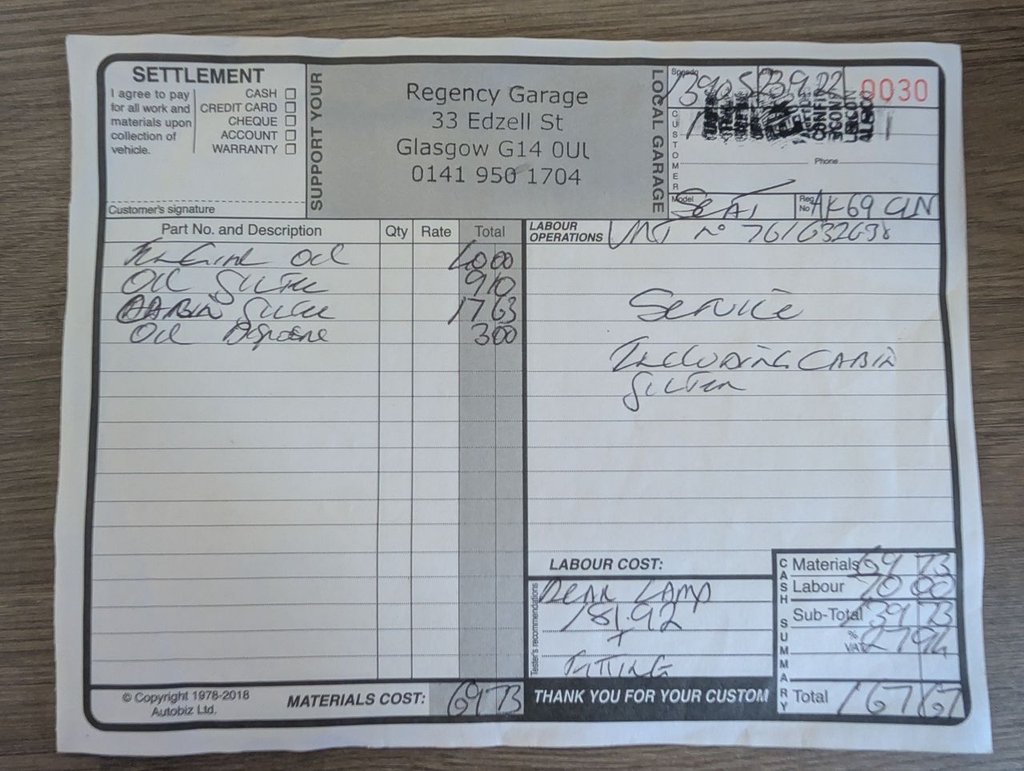 SETTLEMENT
I agree to pay for all work and materials upon collection of vehicle.
CASH
CREDIT CARD
CHEQUE
ACCOUNT
WARRANTY
Customer's signature
SUPPORT YOUR
Regency Garage
33 Edzell St
Glasgow G14 0UL
0141 950 1704
LOCAL GARAGE
Speedo
0030
CUSTOMER
Phone
Model SEAT
Reg No AK69 CLN
Part No. and Description Qty Rate Total
ENGINE OIL 40.00
OIL FILTER 9 10
CABIN FILTER 17 63
OIL 3.00
LABOUR OPERATIONS VAT No
SERVICE
INCLUDING CABIN
FILTER
LABOUR COST:
Tester's recommendations
REAR LAMP
181.92
+
FITTING
CASH SUMMARY
Materials 69 73
Labour 70 00
Sub-Total 139 73
% VAT 27 94
Total 167 67
© Copyright 1978-2018
Autobiz Ltd.
MATERIALS COST: 69 73
THANK YOU FOR YOUR CUSTOM